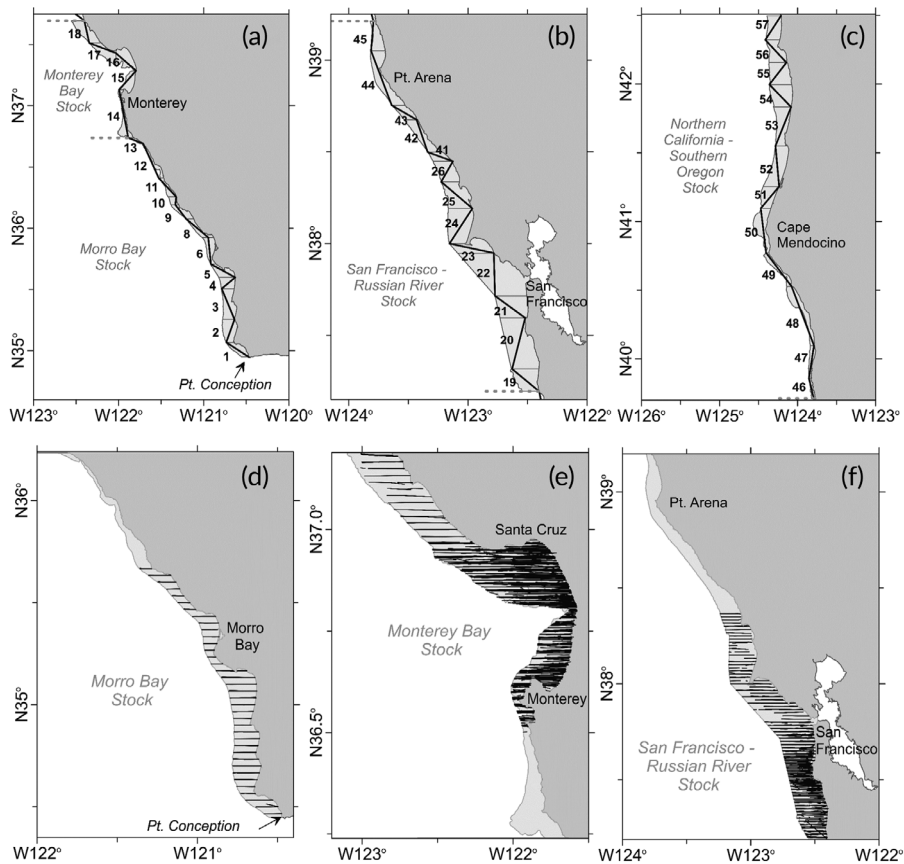 (a)
18
17
16
15
Monterey
Bay
Stock
Monterey
14
13
12
11
10
9
8
6
5
4
3
2
1
Morro Bay
Stock
Pt. Conception
N37°
N36°
N35°
W123° W122° W121° W120°
(b)
45
Pt. Arena
44
43
42
41
26
25
24
23
22
21
20
19
San Francisco -
Russian River
Stock
San
Francisco
N39°
N38°
W124° W123° W122°
(c)
57
56
55
54
53
52
51
50
49
48
47
46
Northern
California -
Southern
Oregon
Stock
Cape
Mendocino
N42°
N41°
N40°
W126° W125° W124° W123°
(d)
Morro
Bay
Morro Bay
Stock
Pt. Conception
N36°
N35°
W122° W121°
(e)
Santa Cruz
Monterey Bay
Stock
Monterey
N37.0°
N36.5°
W123° W122°
(f)
Pt. Arena
San
Francisco
San Francisco -
Russian River
Stock
N39°
N38°
W124° W123° W122°